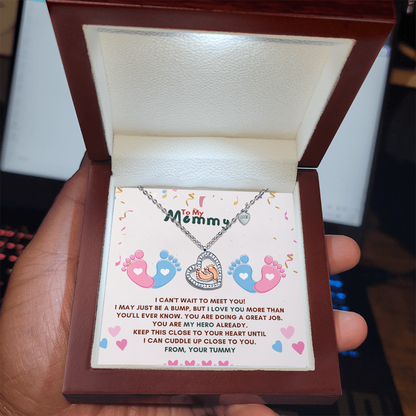 To My
Mommy
I CAN'T WAIT TO MEET YOU!
I MAY JUST BE A BUMP, BUT I LOVE YOU MORE THAN
YOU'LL EVER KNOW. YOU ARE DOING A GREAT JOB.
YOU ARE MY HERO ALREADY.
KEEP THIS CLOSE TO YOUR HEART UNTIL
I CAN CUDDLE UP CLOSE TO YOU.
FROM, YOUR TUMMY